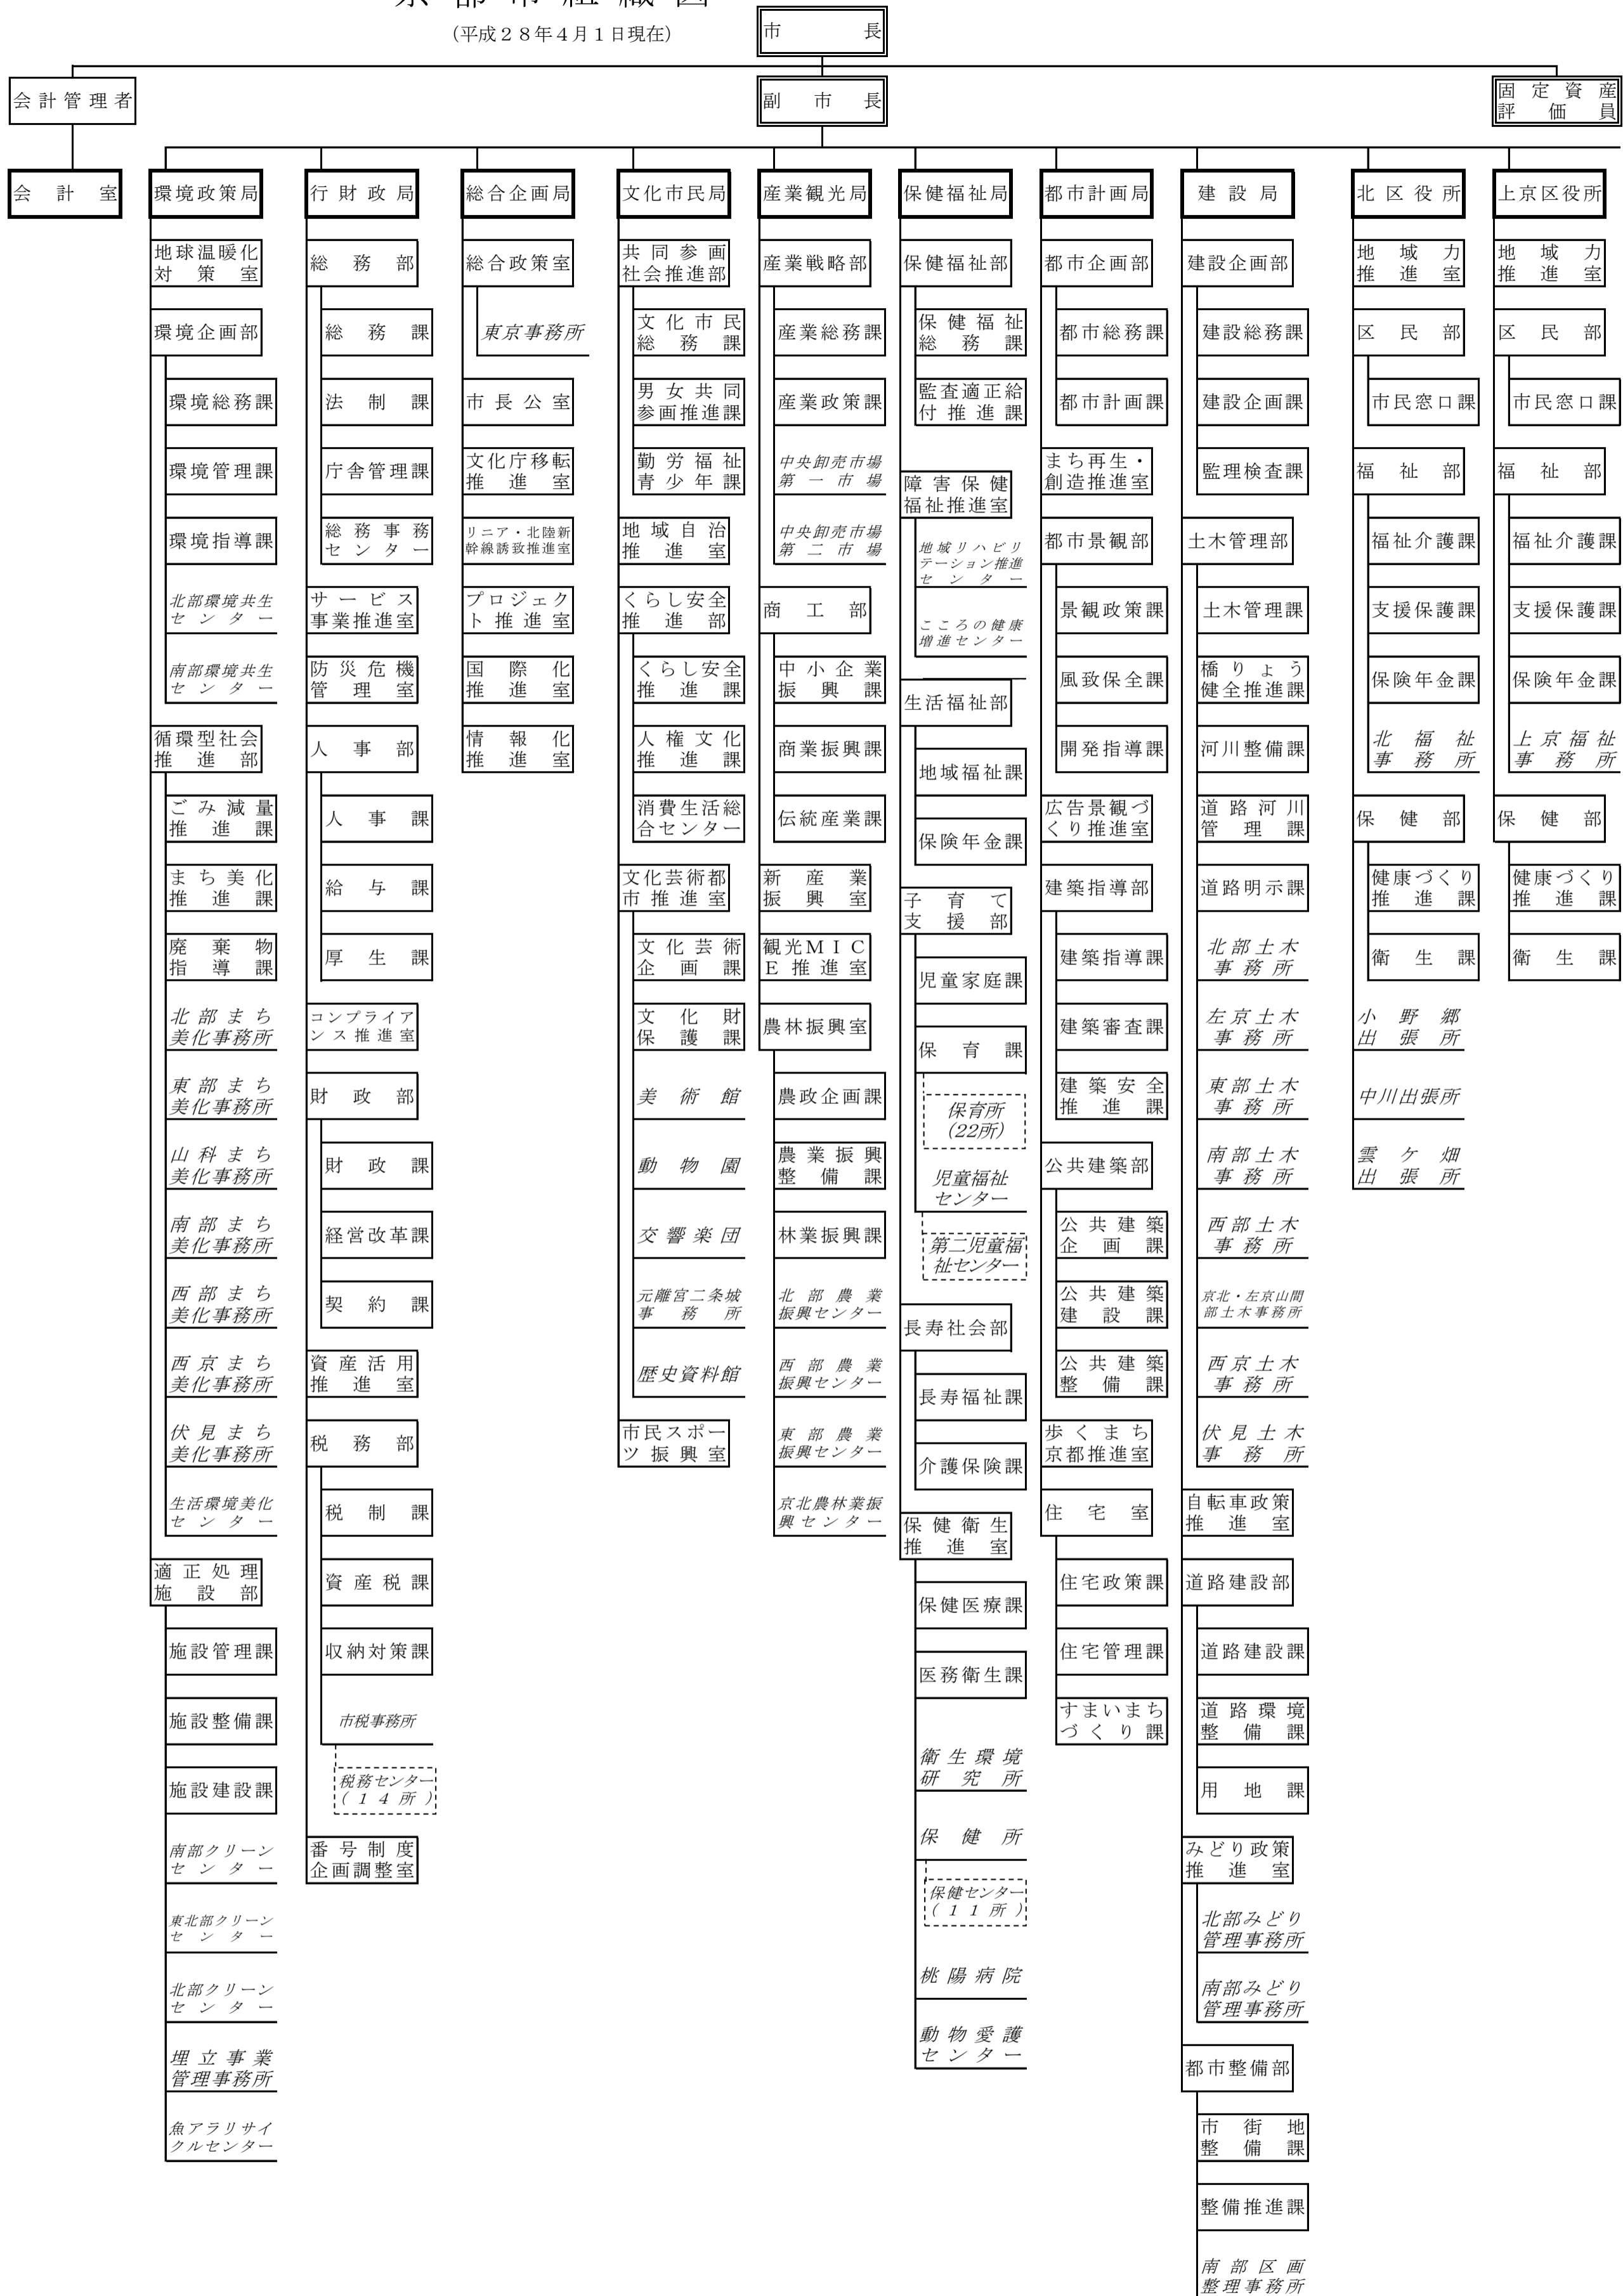 京都市組織図
(平成28年4月1日現在)
市長
会計管理者
副市長
固定資産
評価員
会計室
環境政策局
地球温暖化
対策室
環境企画部
環境総務課
環境管理課
環境指導課
北部環境共生
センター
南部環境共生
センター
循環型社会
推進部
ごみ減量
推進課
まち美化
推進課
廃棄物
指導課
北部まち
美化事務所
東部まち
美化事務所
山科まち
美化事務所
南部まち
美化事務所
西部まち
美化事務所
西京まち
美化事務所
伏見まち
美化事務所
生活環境美化
センター
適正処理
施設部
施設管理課
施設整備課
施設建設課
南部クリーン
センター
東北部クリーン
センター
北部クリーン
センター
埋立事業
管理事務所
魚アラリサイ
クルセンター
行財政局
総務部
総務課
法制課
庁舎管理課
総務事務
センター
サービス
事業推進室
防災危機
管理室
人事部
人事課
給与課
厚生課
コンプライア
ンス推進室
財政部
財政課
経営改革課
契約課
資産活用
推進室
税務部
税制課
資産税課
収納対策課
市税事務所
税務センター
(14所)
番号制度
企画調整室
総合企画局
総合政策室
東京事務所
市長公室
文化庁移転
推進室
リニア・北陸新
幹線誘致推進室
プロジェク
ト推進室
国際化
推進室
情報化
推進室
文化市民局
共同参画
社会推進部
文化市民
総務課
男女共同
参画推進課
勤労福祉
青少年課
地域自治
推進室
くらし安全
推進部
くらし安全
推進課
人権文化
推進課
消費生活総
合センター
文化芸術都
市推進室
文化芸術
企画課
文化財
保護課
美術館
動物園
交響楽団
元離宮二条城
事務所
歴史資料館
市民スポー
ツ振興室
産業観光局
産業戦略部
産業総務課
産業政策課
中央卸売市場
第一市場
中央卸売市場
第二市場
商工部
中小企業
振興課
商業振興課
伝統産業課
新産業
振興室
観光MIC
E推進室
農林振興室
農政企画課
農業振興
整備課
林業振興課
北部農業
振興センター
西部農業
振興センター
東部農業
振興センター
京北農林業振
興センター
保健福祉局
保健福祉部
保健福祉
総務課
監査適正給
付推進課
障害保健
福祉推進室
地域リハビリ
テーション推進
センター
こころの健康
増進センター
生活福祉部
地域福祉課
保険年金課
子育て
支援部
児童家庭課
保育課
保育所
(22所)
児童福祉
センター
第二児童福
祉センター
長寿社会部
長寿福祉課
介護保険課
保健衛生
推進室
保健医療課
医務衛生課
衛生環境
研究所
保健所
保健センター
(11所)
桃陽病院
動物愛護
センター
都市計画局
都市企画部
都市総務課
都市計画課
まち再生・
創造推進室
都市景観部
景観政策課
風致保全課
開発指導課
広告景観づ
くり推進室
建築指導部
建築指導課
建築審査課
建築安全
推進課
公共建築部
公共建築
企画課
公共建築
建設課
公共建築
整備課
歩くまち
京都推進室
住宅室
住宅政策課
住宅管理課
すまいまち
づくり課
建設局
建設企画部
建設総務課
建設企画課
監理検査課
土木管理部
土木管理課
橋りょう
健全推進課
河川整備課
道路河川
管理課
道路明示課
北部土木
事務所
左京土木
事務所
東部土木
事務所
南部土木
事務所
西部土木
事務所
京北・左京山間
部土木事務所
西京土木
事務所
伏見土木
事務所
自転車政策
推進室
道路建設部
道路建設課
道路環境
整備課
用地課
みどり政策
推進室
北部みどり
管理事務所
南部みどり
管理事務所
都市整備部
市街地
整備課
整備推進課
南部区画
整理事務所
北区役所
地域力
推進室
区民部
市民窓口課
福祉部
福祉介護課
支援保護課
保険年金課
北福祉
事務所
保健部
健康づくり
推進課
衛生課
小野郷
出張所
中川出張所
雲ケ畑
出張所
上京区役所
地域力
推進室
区民部
市民窓口課
福祉部
福祉介護課
支援保護課
保険年金課
上京福祉
事務所
保健部
健康づくり
推進課
衛生課